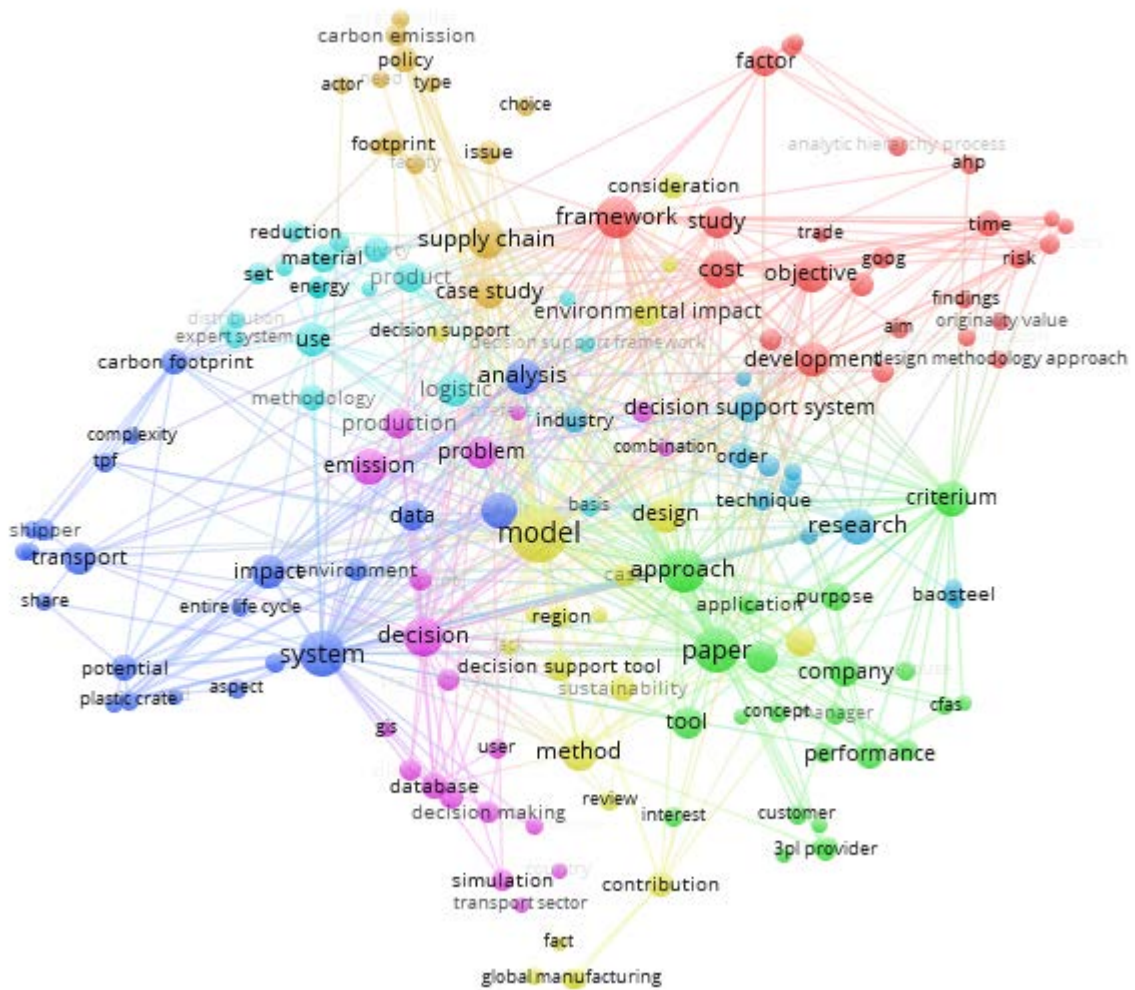 carbon emission
policy
factor
actor
need
type
choice
analytic hierarchy process
footprint
issue
facility
ahp
consideration
framework
study
time
reduction
supply chain
trade
material
goog
risk
set
product
cost
objective
energy
case study
findings
environmental impact
distribution
originality value
expert system
use
decision support
decision support framework
aim
carbon footprint
analysis
development
design methodology approach
methodology
logistic
decision support system
production
industry
complexity
problem
combination
order
tpf
emission
data
basis
design
technique
criterium
shipper
model
research
transport
impact
environment
approach
case
share
entire life cycle
application
purpose
baosteel
region
decision
system
paper
potential
decision support tool
company
plastic crate
aspect
sustainability
concept
manager
cfas
gis
tool
user
method
performance
database
decision making
review
interest
customer
3pl provider
simulation
contribution
transport sector
fact
global manufacturing